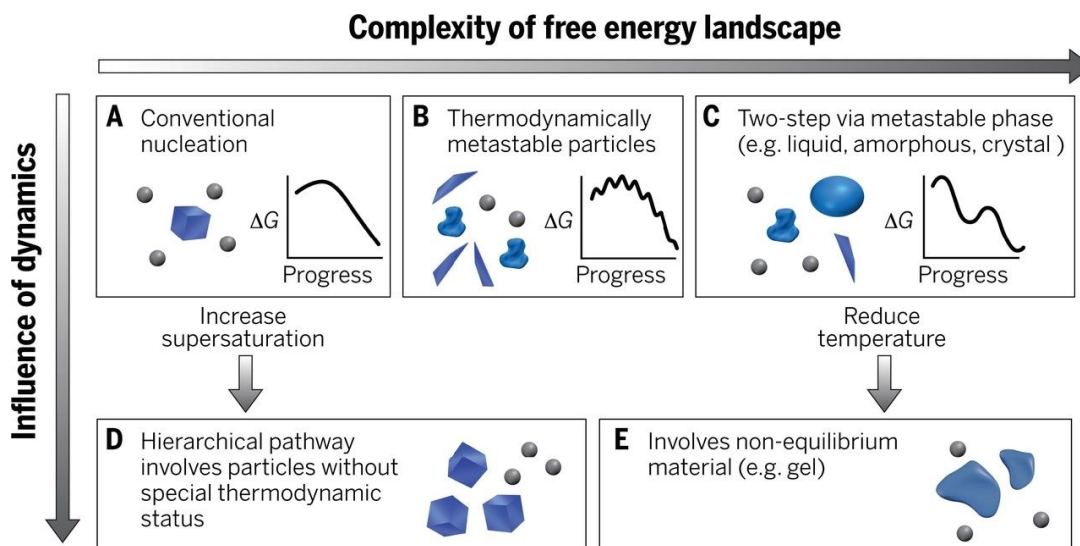 Complexity of free energy landscape
Influence of dynamics
A Conventional
nucleation
ΔG
Progress
B Thermodynamically
metastable particles
ΔG
Progress
C Two-step via metastable phase
(e.g. liquid, amorphous, crystal )
ΔG
Progress
Increase
supersaturation
Reduce
temperature
D Hierarchical pathway
involves particles without
special thermodynamic
status
E Involves non-equilibrium
material (e.g. gel)